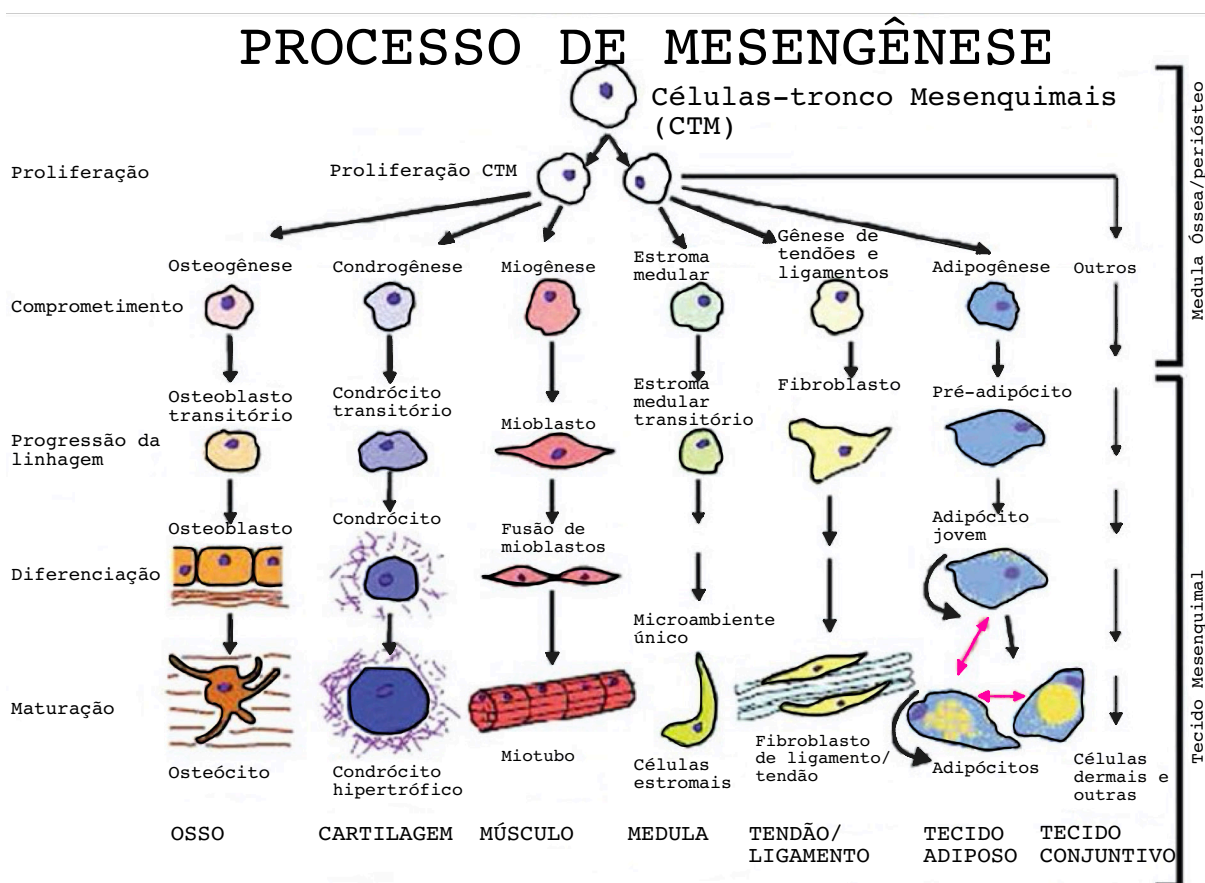 PROCESSO DE MESENGÊNESE
Células-tronco Mesenquimais
(CTM)
Proliferação
Proliferação CTM
Osteogênese
Condrogênese
Miogênese
Estroma
medular
Gênese de
tendões e
ligamentos
Adipogênese
Outros
Comprometimento
Osteoblasto
transitório
Condrócito
transitório
Mioblasto
Estroma
medular
transitório
Fibroblasto
Pré-adipócito
Progressão da
linhagem
Osteoblasto
Condrócito
Fusão de
mioblastos
Adipócito
jovem
Diferenciação
Microambiente
único
Maturação
Osteócito
Condrócito
hipertrófico
Miotubo
Células
estromais
Fibroblasto
de ligamento/
tendão
Adipócitos
Células
dermais e
outras
OSSO
CARTILAGEM
MÚSCULO
MEDULA
TENDÃO/
LIGAMENTO
TECIDO
ADIPOSO
TECIDO
CONJUNTIVO
Medula Óssea/periósteo
Tecido Mesenquimal